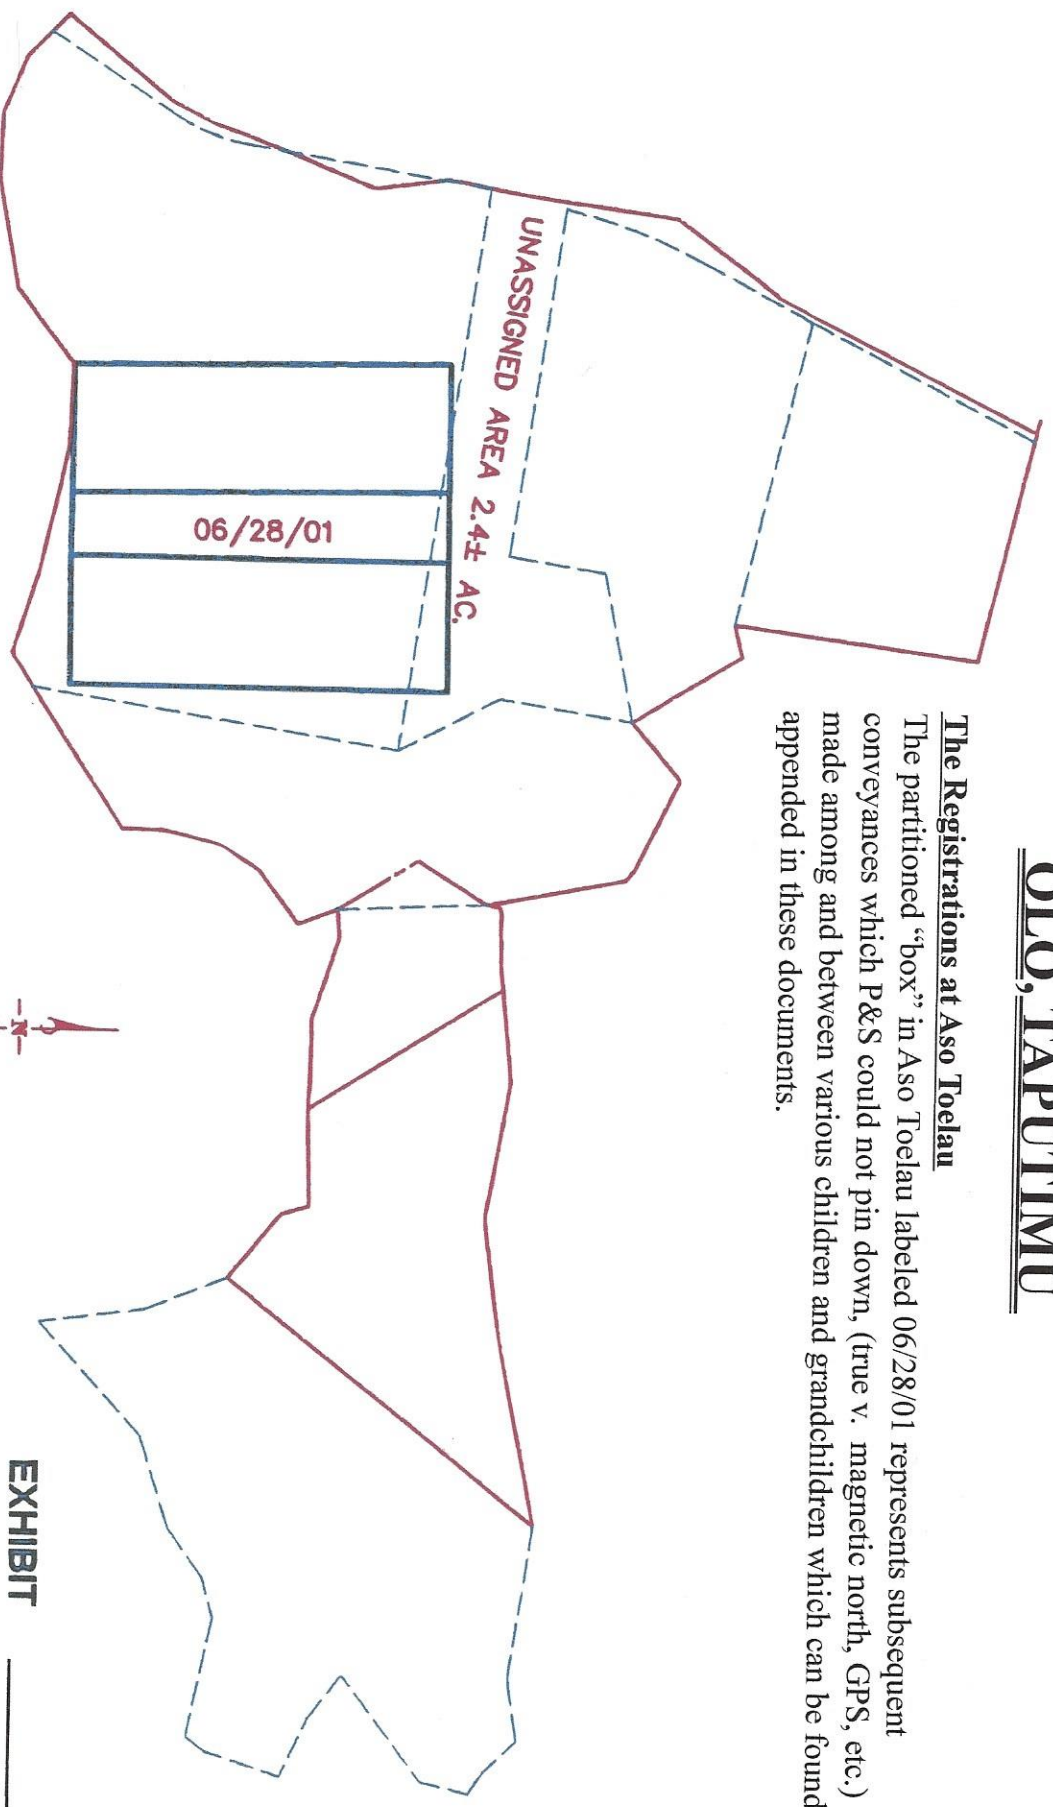 OLO, TAPUTIMU
The Registrations at Aso Toelau
The partitioned “box” in Aso Toelau labeled 06/28/01 represents subsequent
conveyances which P&S could not pin down, (true v. magnetic north, GPS, etc.)
made among and between various children and grandchildren which can be found
appended in these documents.
UNASSIGNED AREA 2.4± AC.
06/28/01
-N-
EXHIBIT